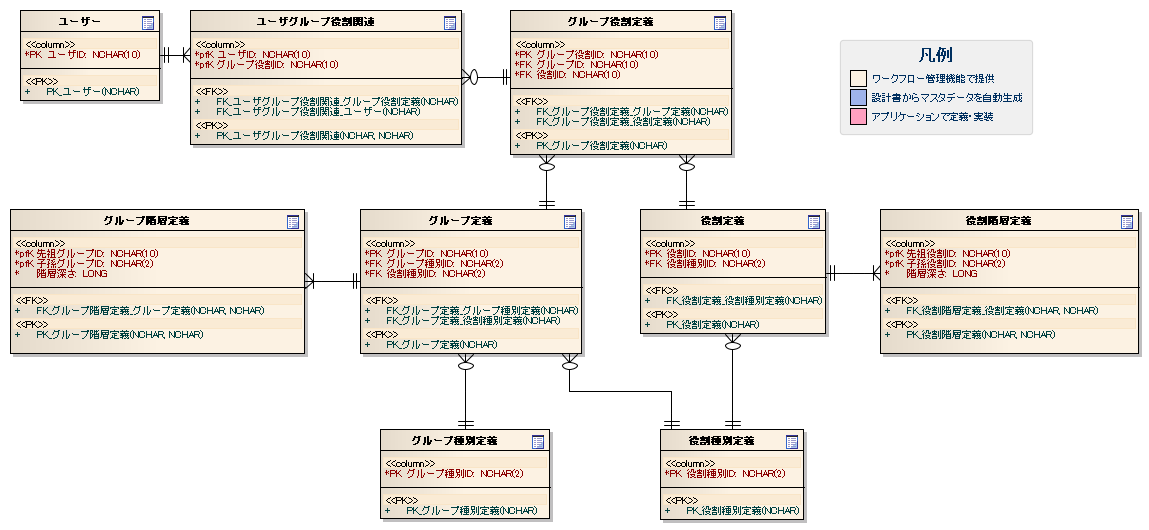 ユーザー
<<column>>
*PK ユーザID: NCHAR(10)
<<PK>>
+ PK_ユーザー(NCHAR)
ユーザグループ役割関連
<<column>>
*pfK ユーザID: NCHAR(10)
*pfK グループ役割ID: NCHAR(10)
<<FK>>
+ FK_ユーザグループ役割関連_グループ役割定義(NCHAR)
+ FK_ユーザグループ役割関連_ユーザー(NCHAR)
<<PK>>
+ PK_ユーザグループ役割関連(NCHAR, NCHAR)
グループ役割定義
<<column>>
*PK グループ役割ID: NCHAR(10)
*FK グループID: NCHAR(10)
*FK 役割ID: NCHAR(10)
<<FK>>
+ FK_グループ役割定義_グループ定義(NCHAR)
+ FK_グループ役割定義_役割定義(NCHAR)
<<PK>>
+ PK_グループ役割定義(NCHAR)
凡例
ワークフロー管理機能で提供
設計書からマスタデータを自動生成
アプリケーションで定義・実装
グループ階層定義
<<column>>
*pfK 先祖グループID: NCHAR(10)
*pfK 子孫グループID: NCHAR(2)
* 階層深さ: LONG
<<FK>>
+ FK_グループ階層定義_グループ定義(NCHAR, NCHAR)
<<PK>>
+ PK_グループ階層定義(NCHAR, NCHAR)
グループ定義
<<column>>
*PK グループID: NCHAR(10)
*FK グループ種別ID: NCHAR(2)
*FK 役割種別ID: NCHAR(2)
<<FK>>
+ FK_グループ定義_グループ種別定義(NCHAR)
+ FK_グループ定義_役割種別定義(NCHAR)
<<PK>>
+ PK_グループ定義(NCHAR)
役割定義
<<column>>
*PK 役割ID: NCHAR(10)
*FK 役割種別ID: NCHAR(2)
<<FK>>
+ FK_役割定義_役割種別定義(NCHAR)
<<PK>>
+ PK_役割定義(NCHAR)
役割階層定義
<<column>>
*pfK 先祖役割ID: NCHAR(10)
*pfK 子孫役割ID: NCHAR(2)
* 階層深さ: LONG
<<FK>>
+ FK_役割階層定義_役割定義(NCHAR, NCHAR)
<<PK>>
+ PK_役割階層定義(NCHAR, NCHAR)
グループ種別定義
<<column>>
*PK グループ種別ID: NCHAR(2)
<<PK>>
+ PK_グループ種別定義(NCHAR)
役割種別定義
<<column>>
*PK 役割種別ID: NCHAR(2)
<<PK>>
+ PK_役割種別定義(NCHAR)